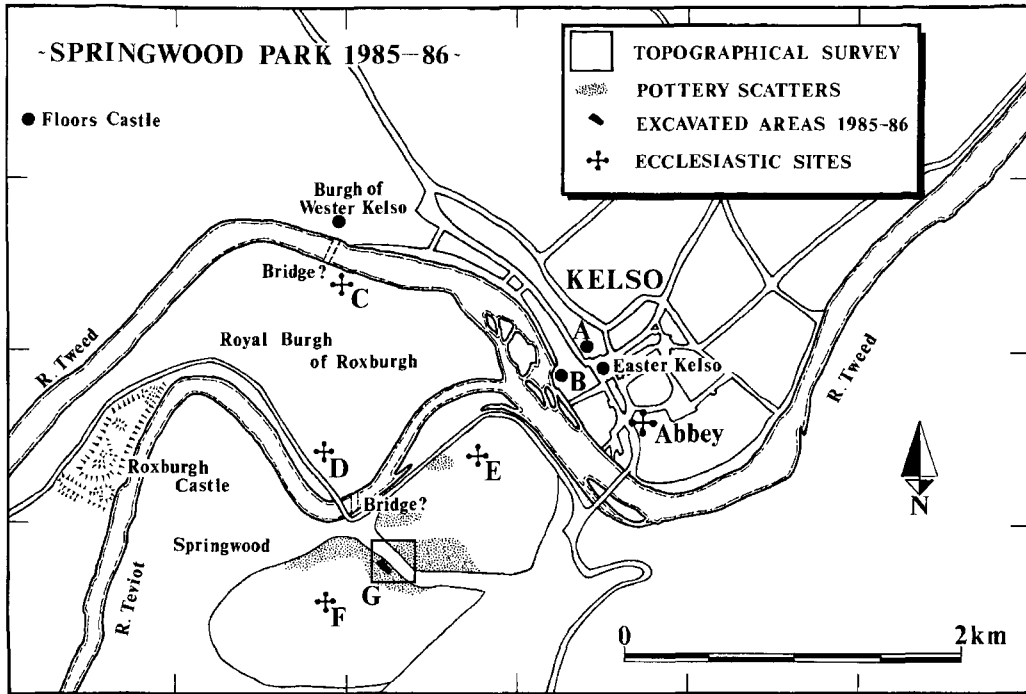 ~SPRINGWOOD PARK 1985-86~
TOPOGRAPHICAL SURVEY
POTTERY SCATTERS
EXCAVATED AREAS 1985-86
ECCLESIASTIC SITES
Floors Castle
Burgh of
Wester Kelso
Bridge?
C
KELSO
A
B
Easter Kelso
Royal Burgh
of Roxburgh
R. Tweed
R. Tweed
Abbey
Roxburgh
Castle
D
E
Bridge?
N
Springwood
G
F
R. Teviot
0
2km